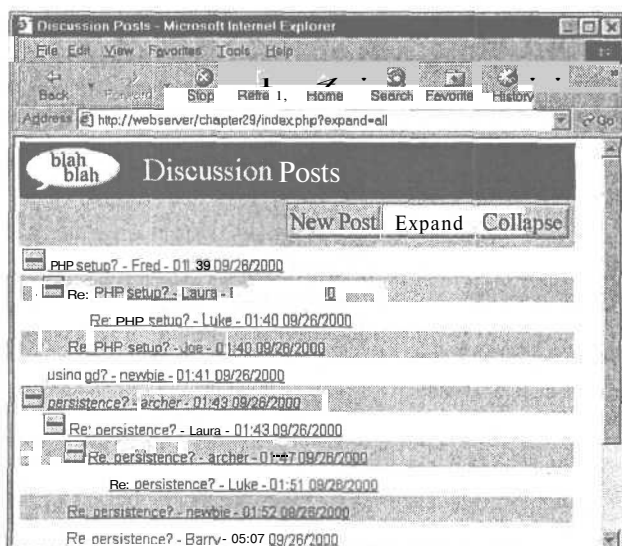 Discussion Posts - Microsoft Internet Explorer
File Edit View Favorites Tools Help
Back Forward Stop Refre 1, Home Search Favorite History
Address http://webserver/chapter29/index.php?expand=all Go
blah
blah
Discussion Posts
New Post Expand Collapse
PHP setup? - Fred - 01:39 09/26/2000
Re: PHP setup? - Laura -
Re: PHP setup? - Luke - 01:40 09/26/2000
Re: PHP setup? - Joe - 01:40 09/26/2000
using gd? - newbie - 01:41 09/26/2000
persistence? - archer - 01:43 09/26/2000
Re: persistence? - Laura - 01:43 09/26/2000
Re: persistence? - archer - 09/26/2000
Re: persistence? - Luke - 01:51 09/26/2000
Re: persistence? - newbie - 01:52 09/26/2000
Re: persistence? - Barry - 05:07 09/26/2000